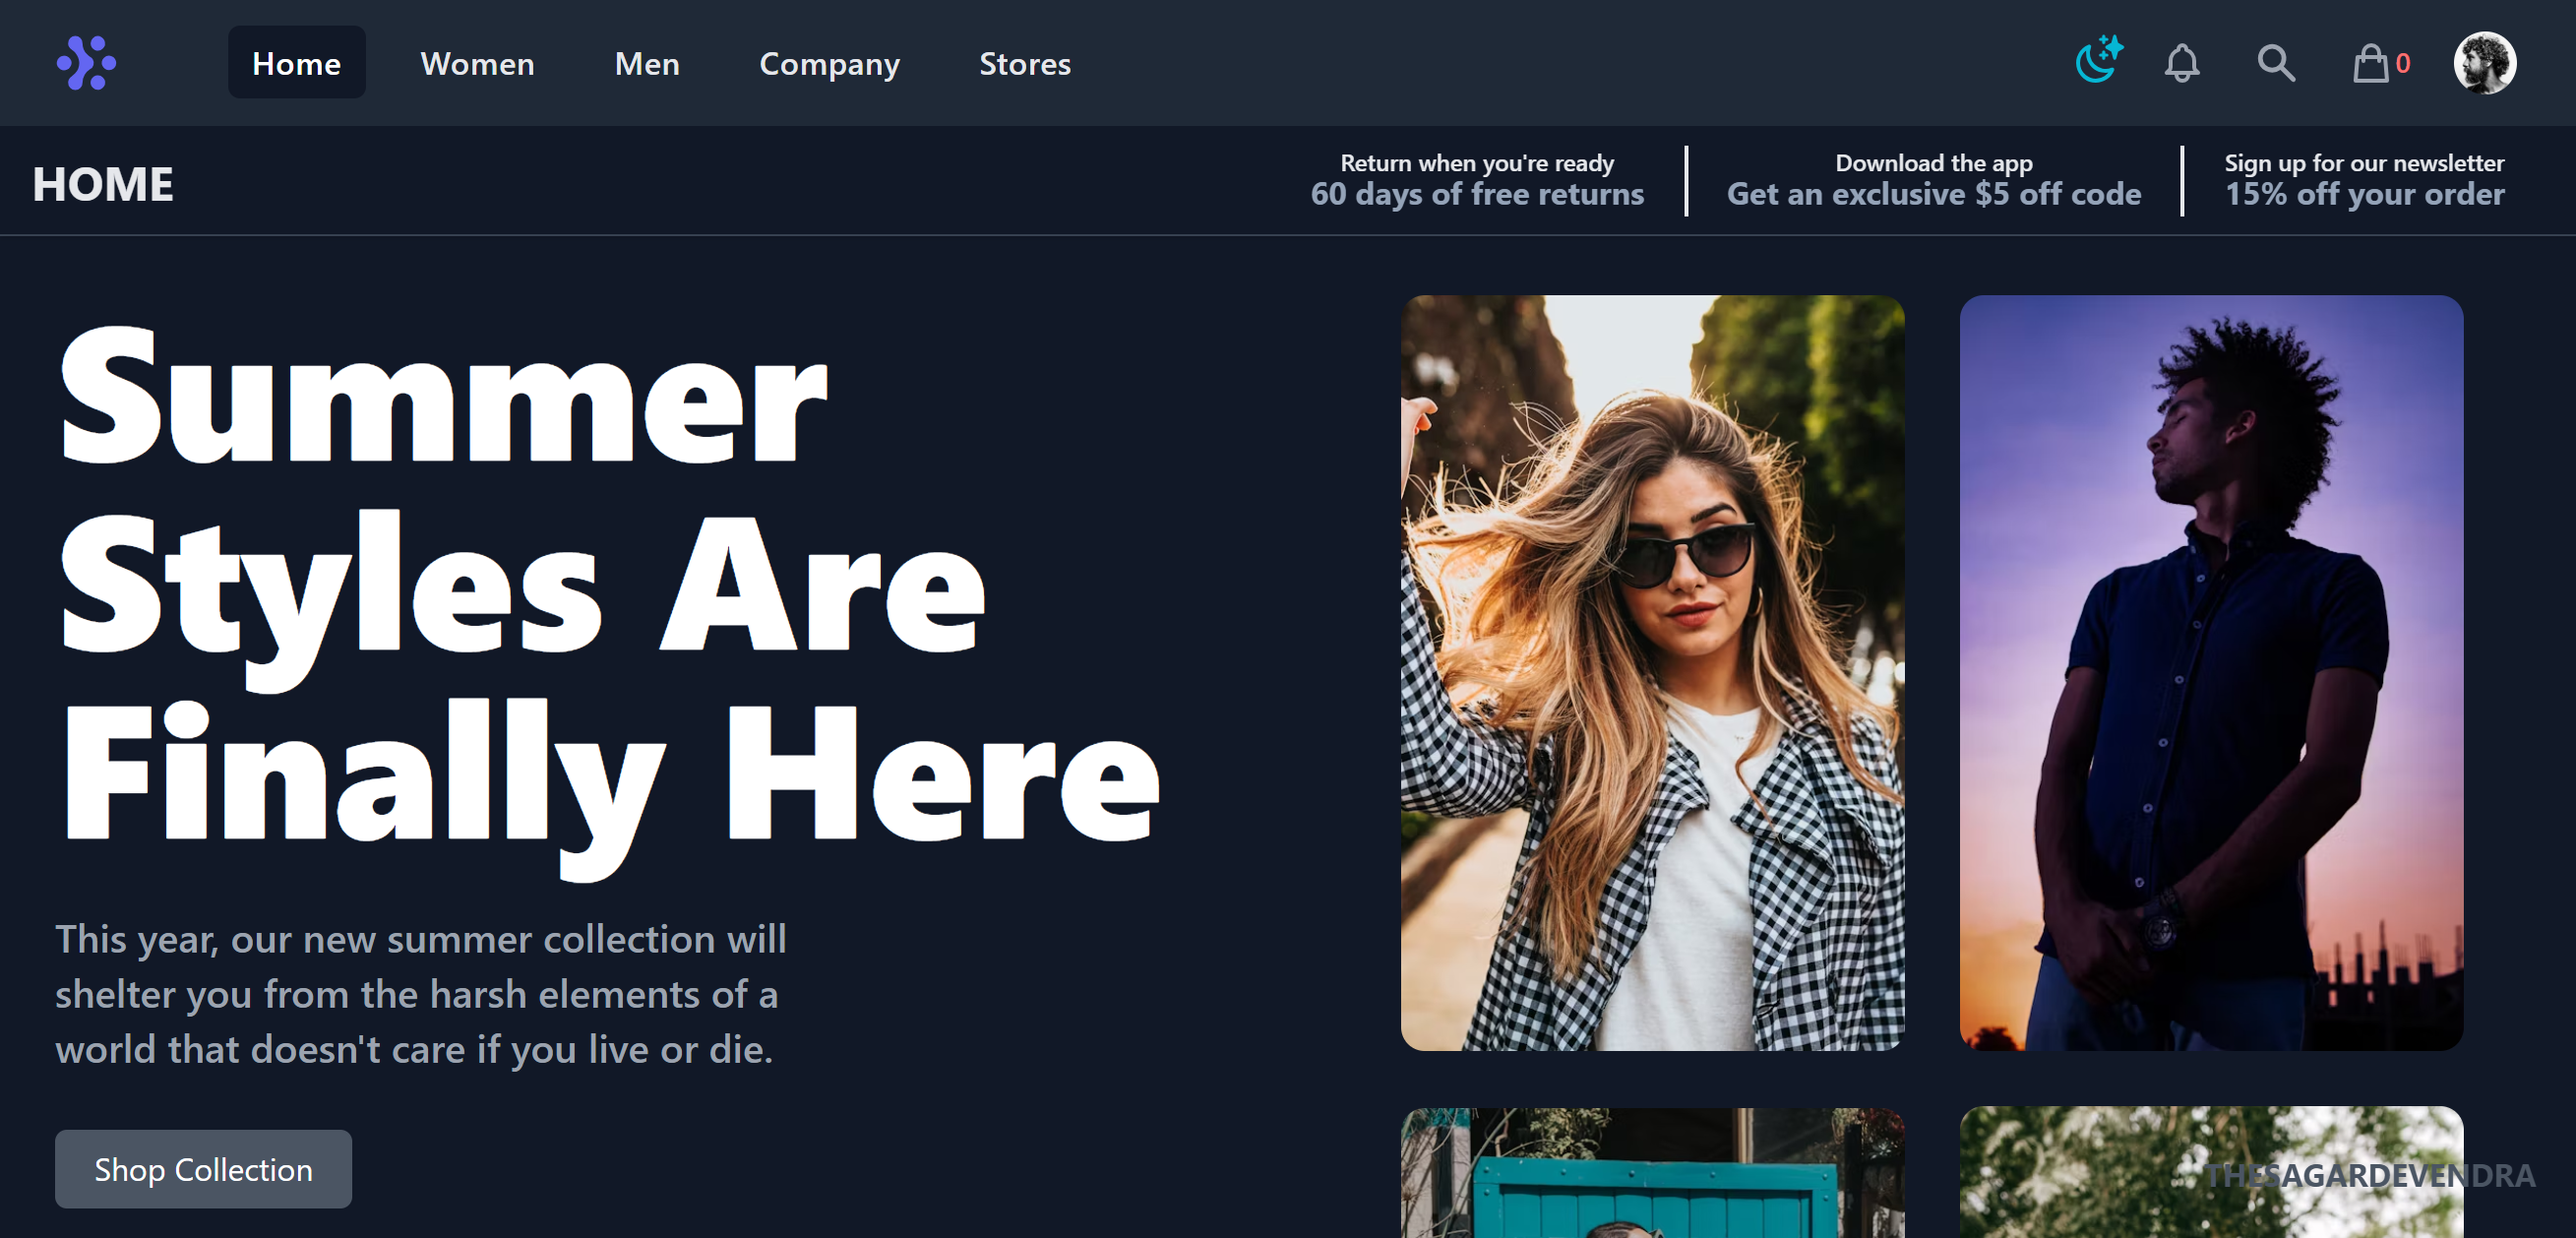 Home
Women
Men
Company
Stores
0
HOME
Return when you're ready
60 days of free returns
Download the app
Get an exclusive $5 off code
Sign up for our newsletter
15% off your order
Summer
Styles Are
Finally Here
This year, our new summer collection will
shelter you from the harsh elements of a
world that doesn't care if you live or die.
Shop Collection
THESAGARDEVENDRA